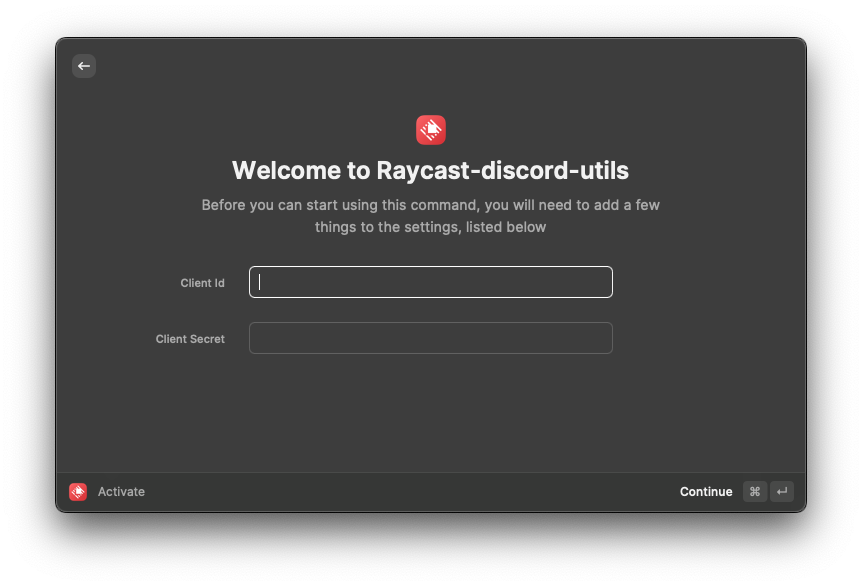 Welcome to Raycast-discord-utils
Before you can start using this command, you will need to add a few
things to the settings, listed below
Client Id
Client Secret
Activate
Continue ⌘ ↵